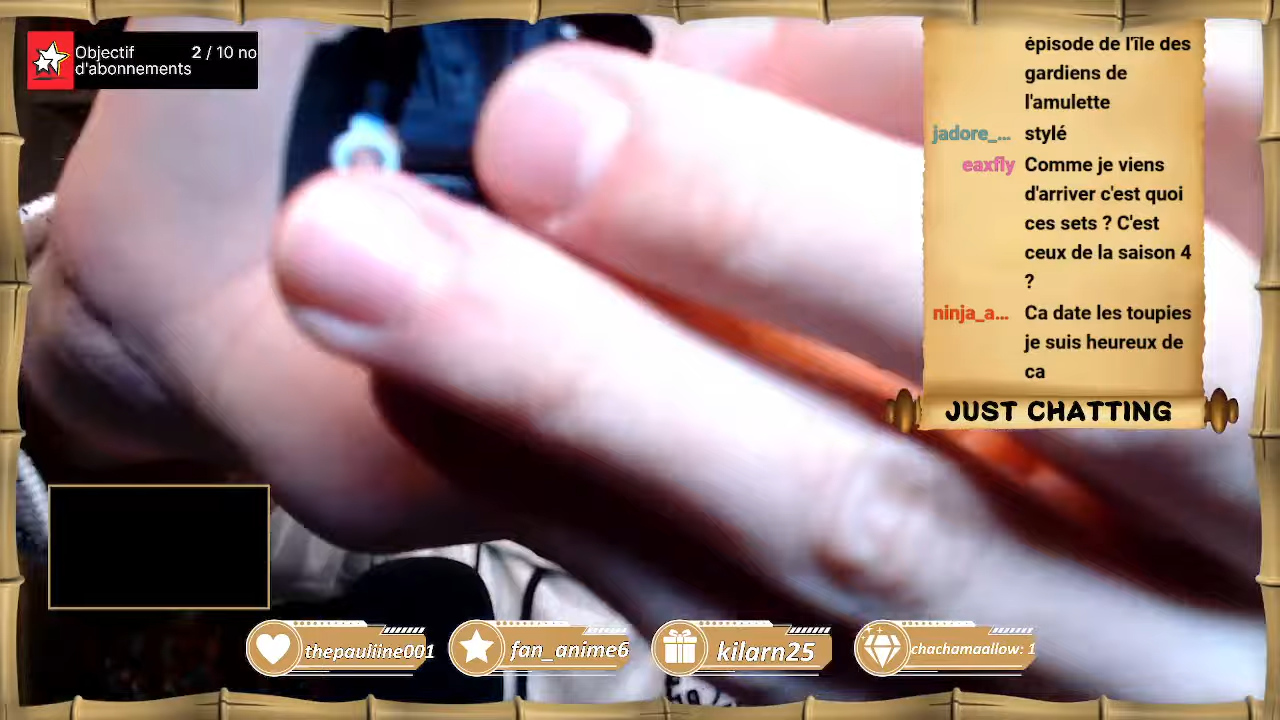 Objectif 2 / 10 no
d'abonnements
épisode de l'île des
gardiens de
l'amulette
jadore_... stylé
eaxfly Comme je viens
d'arriver c'est quoi
ces sets ? C'est
ceux de la saison 4
?
ninja_a... Ca date les toupies
je suis heureux de
ca
JUST CHATTING
thepauliine001 fan_anime6 kilarn25 chachamaallow: 1